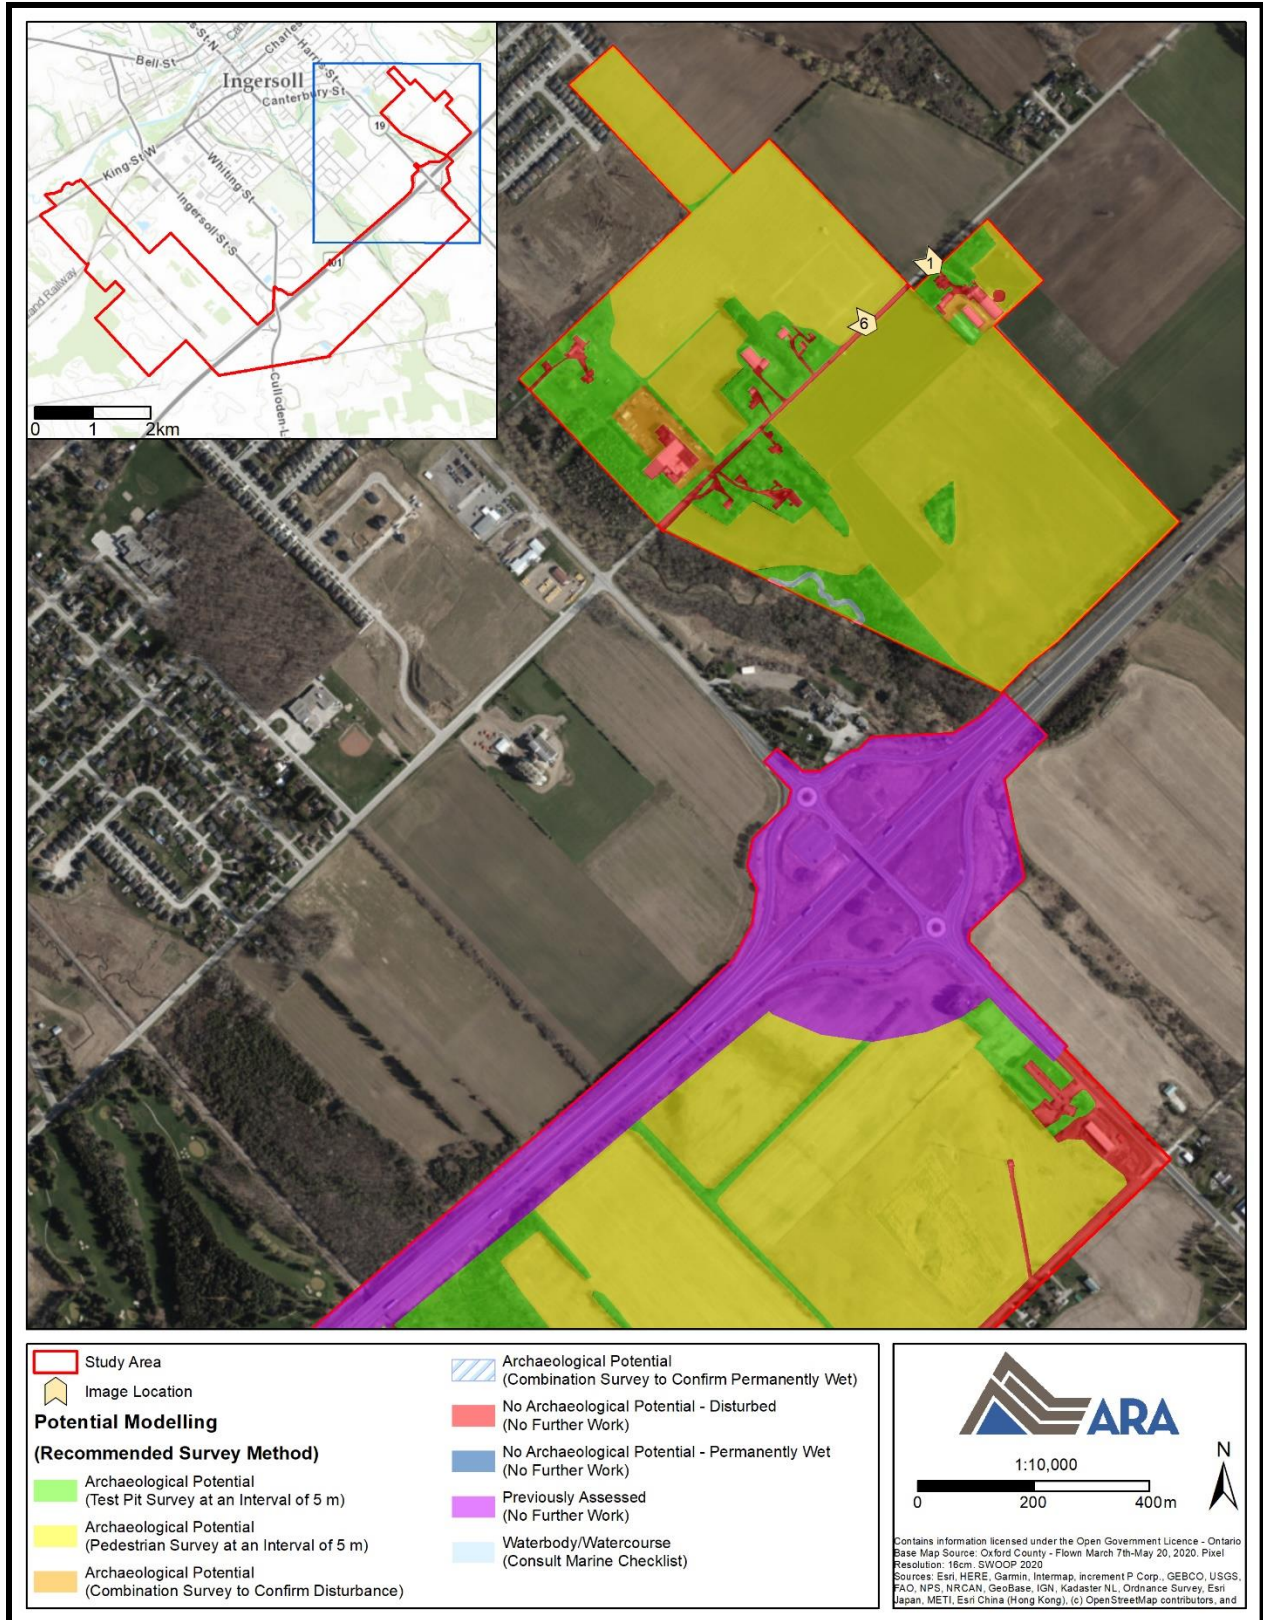 Bell-St
Charles
Harris-St
Ingersoll
Canterbury-St
19
King-St-W
Whiting-St
Ingersoll-St-S
401
and Railway
Culloden-L
0 1 2km
1
6
Study Area
Image Location
Potential Modelling
(Recommended Survey Method)
Archaeological Potential
(Test Pit Survey at an Interval of 5 m)
Archaeological Potential
(Pedestrian Survey at an Interval of 5 m)
Archaeological Potential
(Combination Survey to Confirm Disturbance)
Archaeological Potential
(Combination Survey to Confirm Permanently Wet)
No Archaeological Potential - Disturbed
(No Further Work)
No Archaeological Potential - Permanently Wet
(No Further Work)
Previously Assessed
(No Further Work)
Waterbody/Watercourse
(Consult Marine Checklist)
ARA
1:10,000
N
0 200 400m
Contains information licensed under the Open Government Licence - Ontario
Base Map Source: Oxford County - Flown March 7th-May 20, 2020. Pixel
Resolution: 16cm. SWOOP 2020
Sources: Esri, HERE, Garmin, Intermap, increment P Corp., GEBCO, USGS,
FAO, NPS, NRCAN, GeoBase, IGN, Kadaster NL, Ordnance Survey, Esri
Japan, METI, Esri China (Hong Kong), (c) OpenStreetMap contributors, and